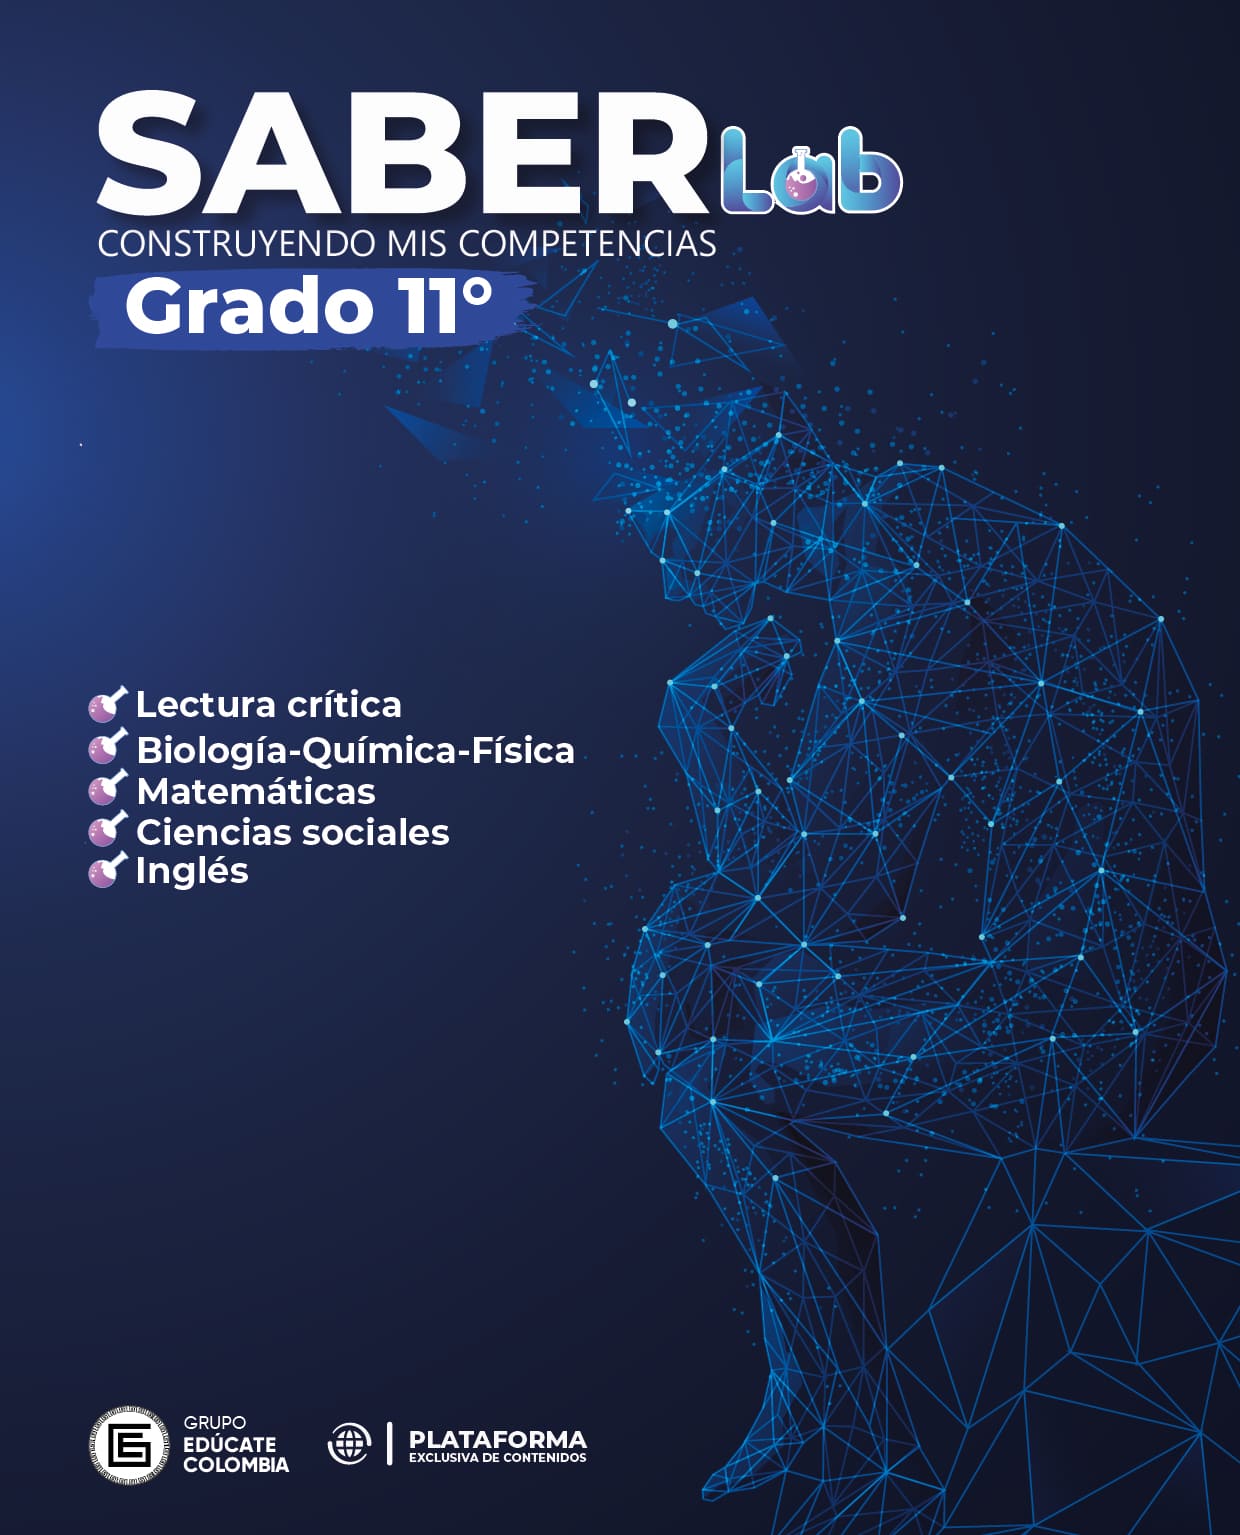 SABER Lab
CONSTRUYENDO MIS COMPETENCIAS
Grado 11°
Lectura crítica
Biología-Química-Física
Matemáticas
Ciencias sociales
Inglés
GRUPO
EDÚCATE
COLOMBIA
PLATAFORMA
EXCLUSIVA DE CONTENIDOS